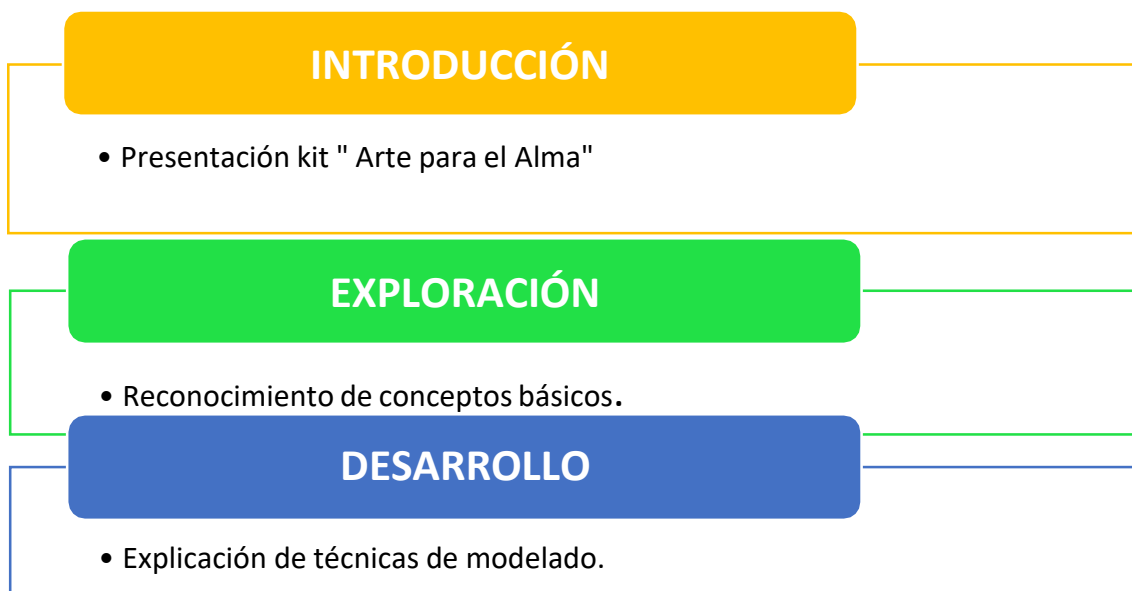 INTRODUCCIÓN
• Presentación kit " Arte para el Alma"
EXPLORACIÓN
• Reconocimiento de conceptos básicos.
DESARROLLO
• Explicación de técnicas de modelado.